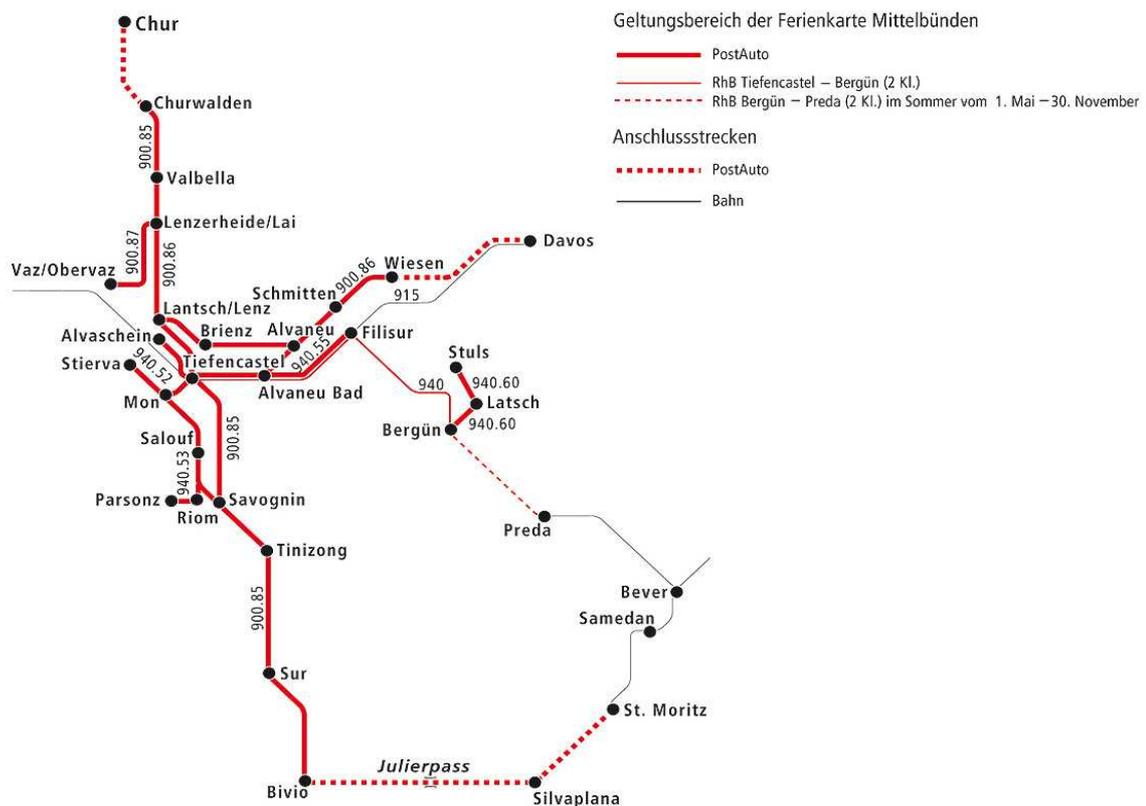 Chur
Geltungsbereich der Ferienkarte Mittelbünden
PostAuto
RhB Tiefencastel – Bergün (2 Kl.)
RhB Bergün – Preda (2 Kl.) im Sommer vom 1. Mai –30. November
Anschlussstrecken
PostAuto
Bahn
Churwalden
900.85
Valbella
Lenzerheide/Lai
900.87
900.86
Vaz/Obervaz
Davos
Wiesen
900.86
915
Schmitten
Lantsch/Lenz
Alvaschein
Brienz
Alvaneu
Filisur
940.55
Stierva
940.52
Tiefencastel
Alvaneu Bad
Mon
Stuls
940.60
940
Latsch
940.60
Bergün
Salouf
900.85
940.53
Parsonz
Riom
Savognin
Preda
Tinizong
900.85
Bever
Samedan
Sur
St. Moritz
Julierpass
Bivio
Silvaplana